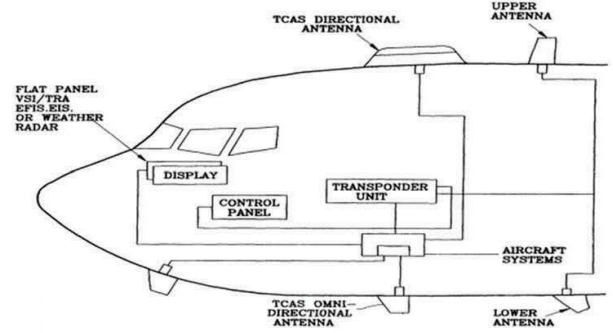 TCAS DIRECTIONAL
ANTENNA
UPPER
ANTENNA
FLAT PANEL
VSI/TRA
EFIS.EIS.
OR WEATHER
RADAR
DISPLAY
CONTROL
PANEL
TRANSPONDER
UNIT
AIRCRAFT
SYSTEMS
TCAS OMNI-
DIRECTIONAL
ANTENNA
LOWER
ANTENNA